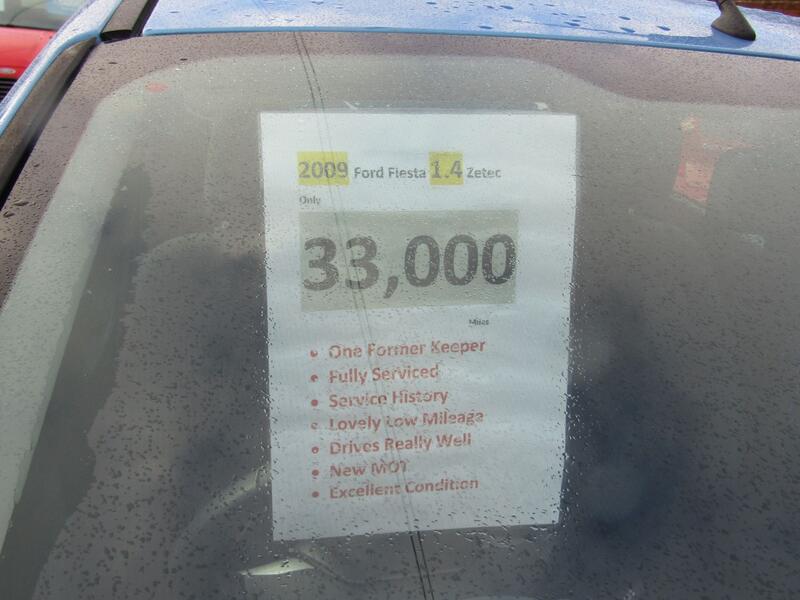 2009 Ford Fiesta 1.4 Zetec
Only
33,000
Miles
• One Former Keeper
• Fully Serviced
• Service History
• Lovely Low Mileage
• Drives Really Well
• New MOT
• Excellent Condition